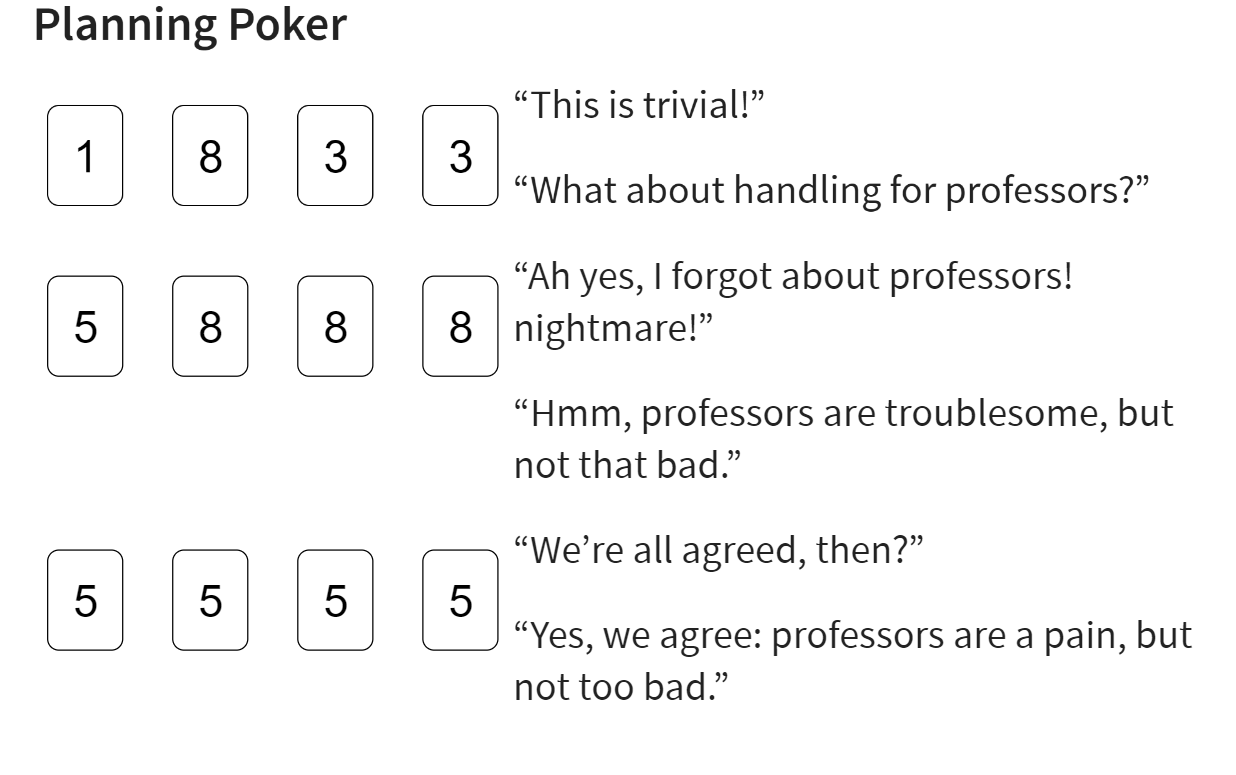 Planning Poker
“This is trivial!”
1 8 3 3
“What about handling for professors?”
“Ah yes, I forgot about professors!
nightmare!”
5 8 8 8
“Hmm, professors are troublesome, but
not that bad.”
“We’re all agreed, then?”
5 5 5 5
“Yes, we agree: professors are a pain, but
not too bad.”